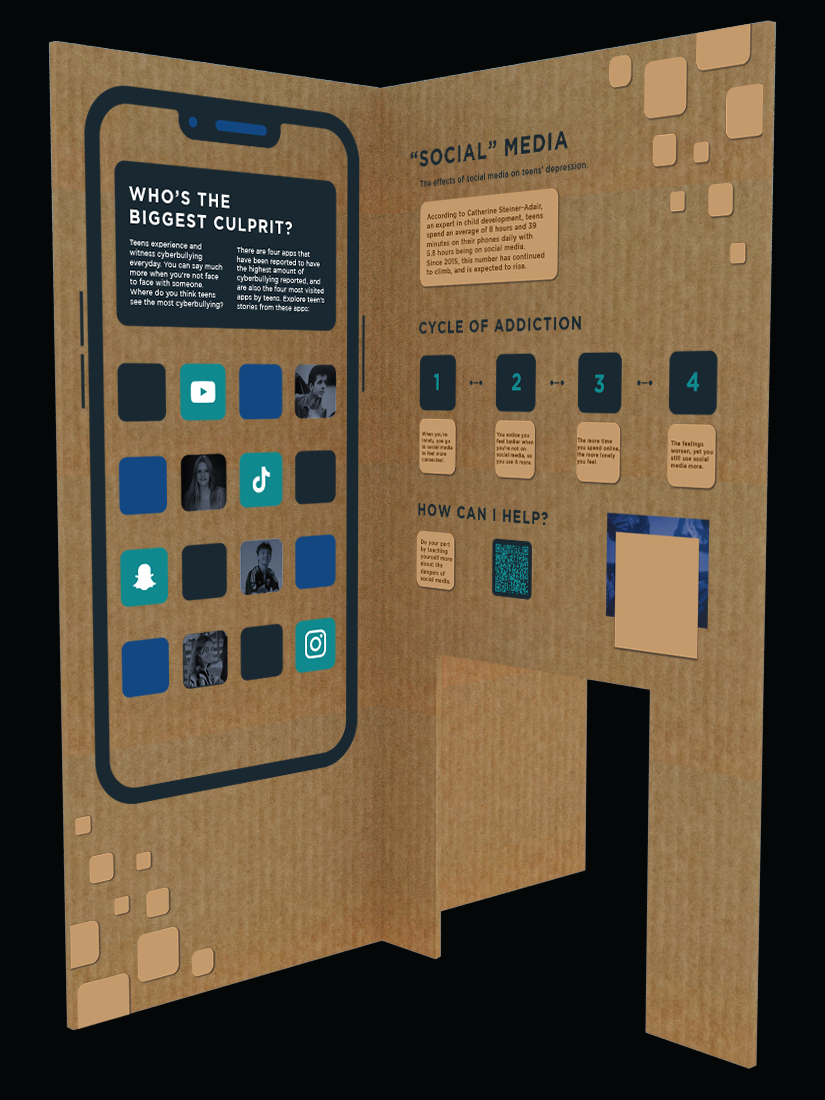 WHO'S THE
BIGGEST CULPRIT?
Teens experience and
witness cyberbullying
everyday. You can say much
more when you're not face
to face with someone.
Where do you think teens
see the most cyberbullying?
There are four apps that
have been reported to have
the highest amount of
cyberbullying reported, and
are also the four most visited
apps by teens. Explore teen's
stories from these apps:
"SOCIAL" MEDIA
The effects of social media on teens' depression.
According to Catherine Steiner-Adair,
an expert in child development, teens
spend an average of 8 hours and 39
minutes on their phones daily with
5.8 hours being on social media.
Since 2015, this number has continued
to climb, and is expected to rise.
CYCLE OF ADDICTION
1
2
3
4
When you're
lonely, you go
to social media
to feel more
connected.
You notice you
feel lonlier when
you're not on
social media, so
you use it more.
The more time
you spend online,
the more lonely
you feel.
The feelings
worsen, yet you
still use social
media more.
HOW CAN I HELP?
Do your part
by teaching
yourself more
about the
dangers of
social media.